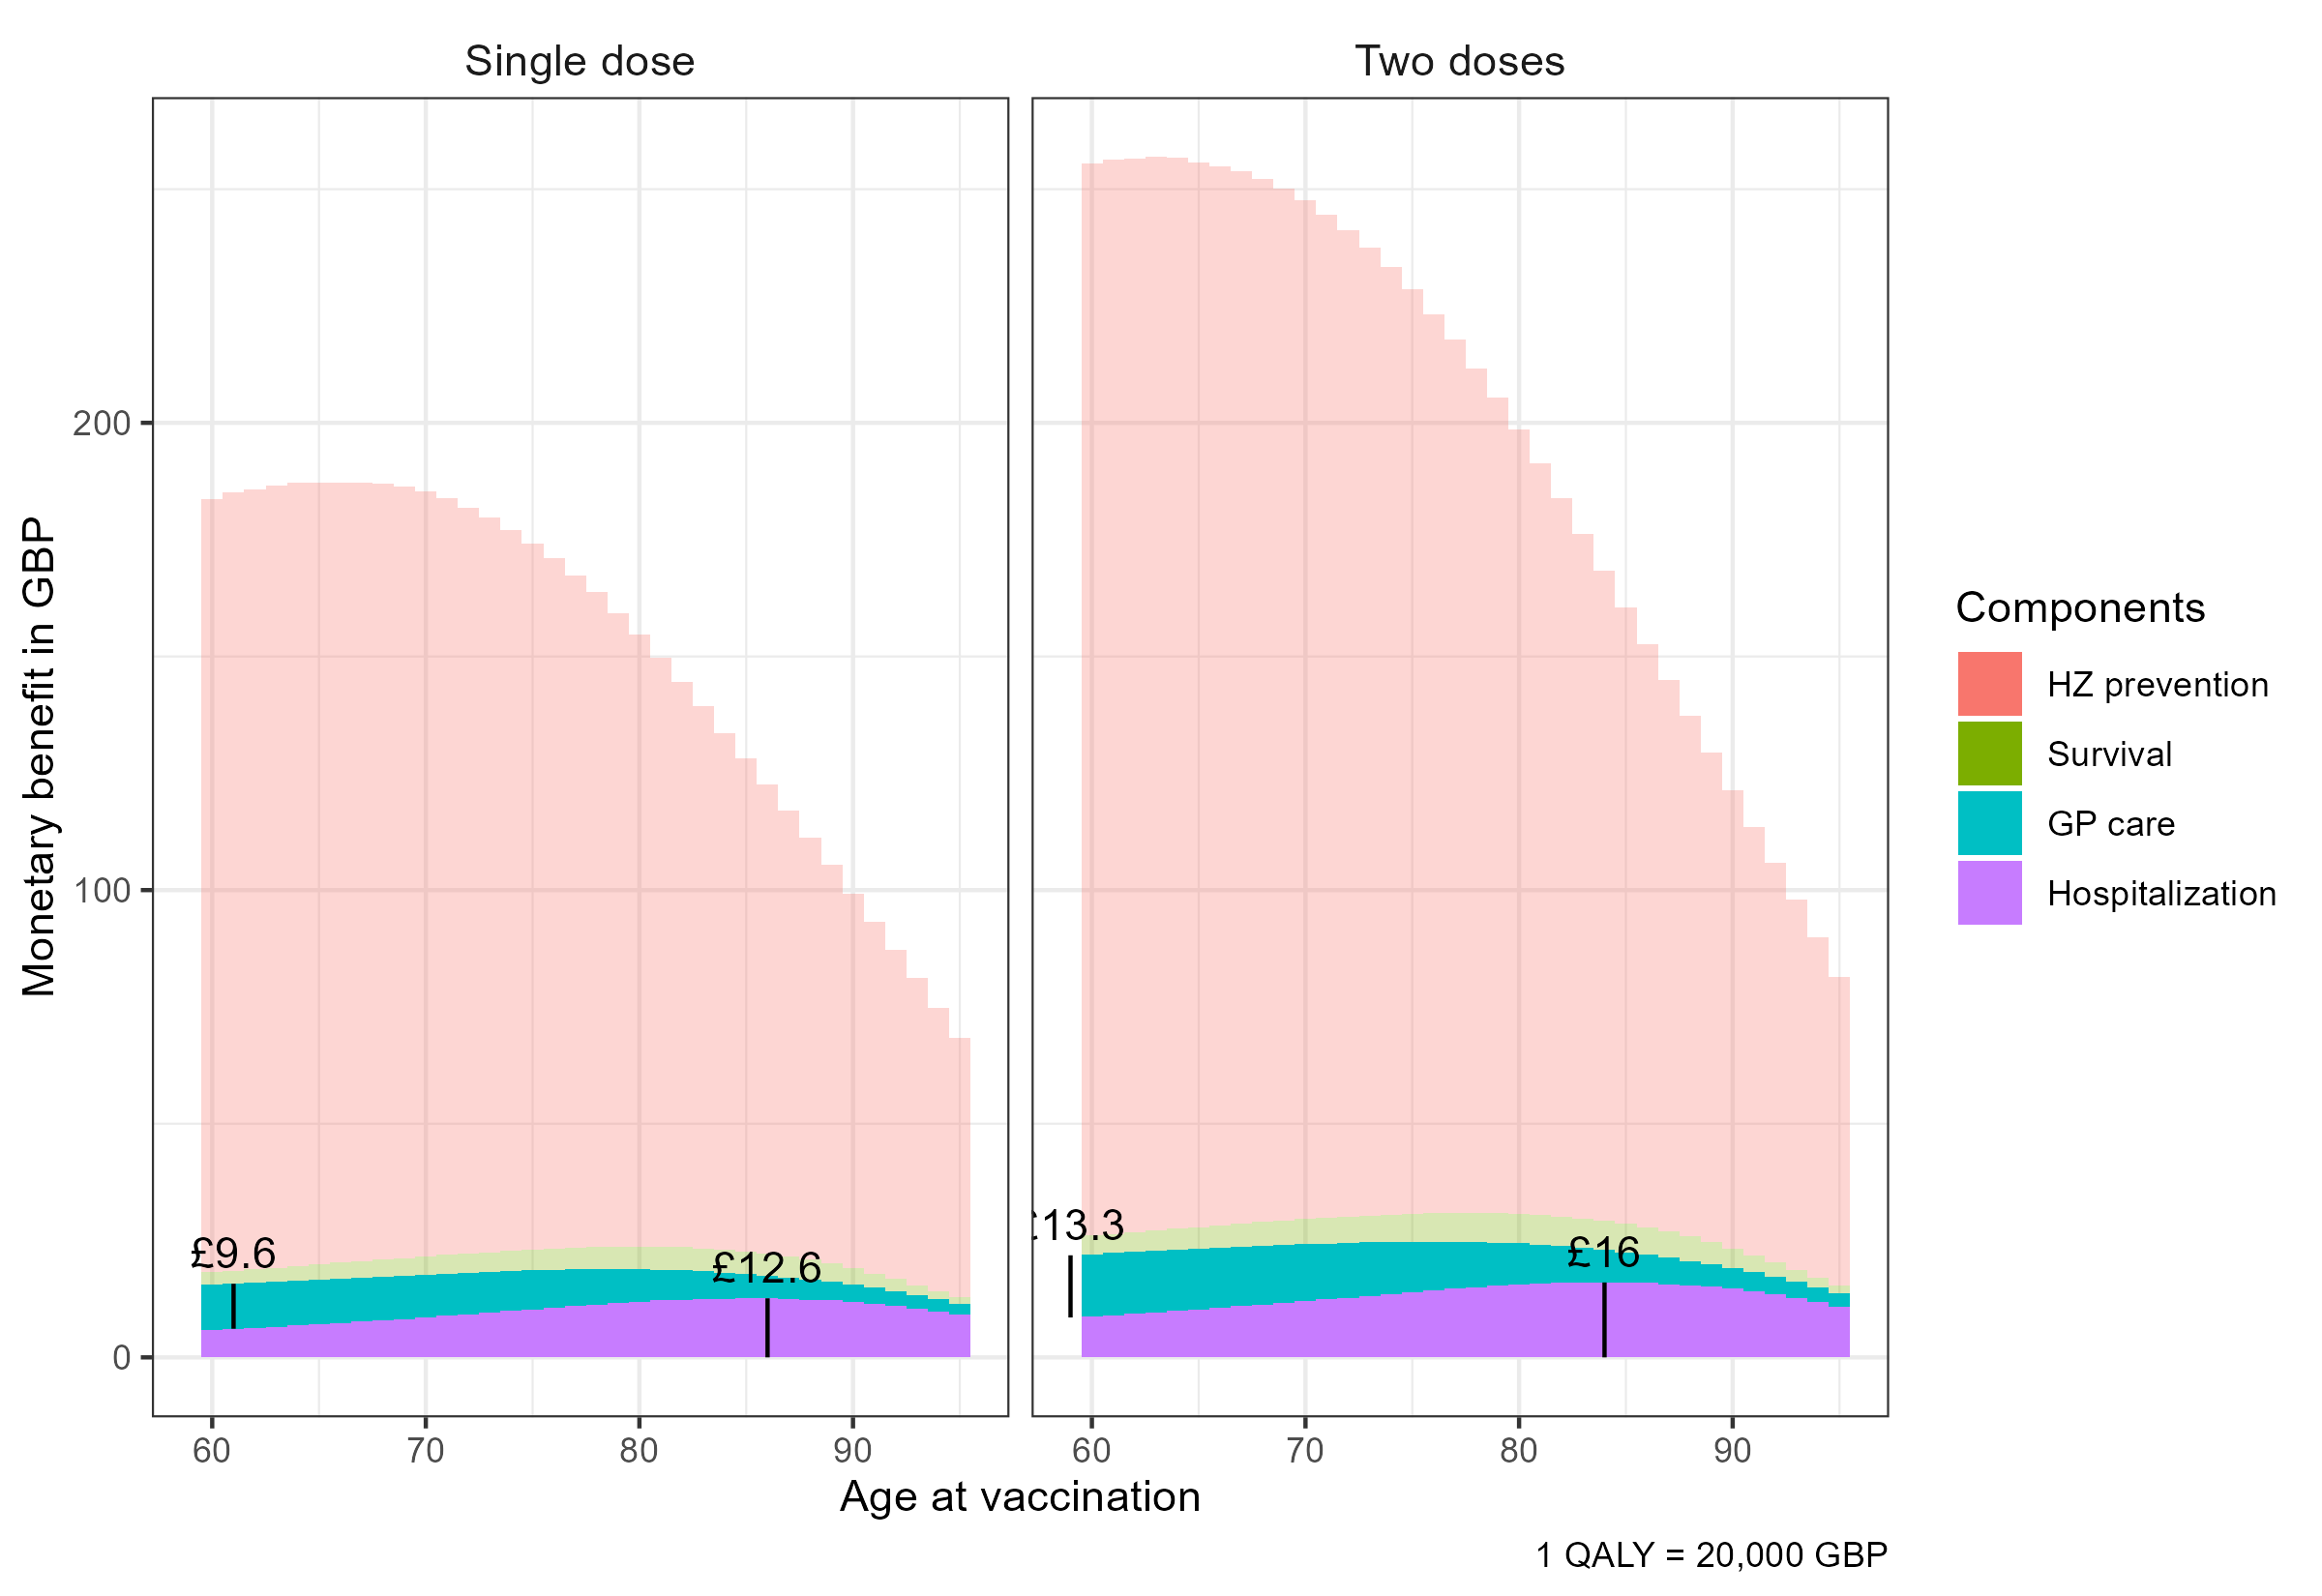 Single dose
Two doses
Monetary benefit in GBP
200
100
0
£9.6
£12.6
£13.3
£16
60
70
80
90
60
70
80
90
Age at vaccination
1 QALY = 20,000 GBP
Components
HZ prevention
Survival
GP care
Hospitalization